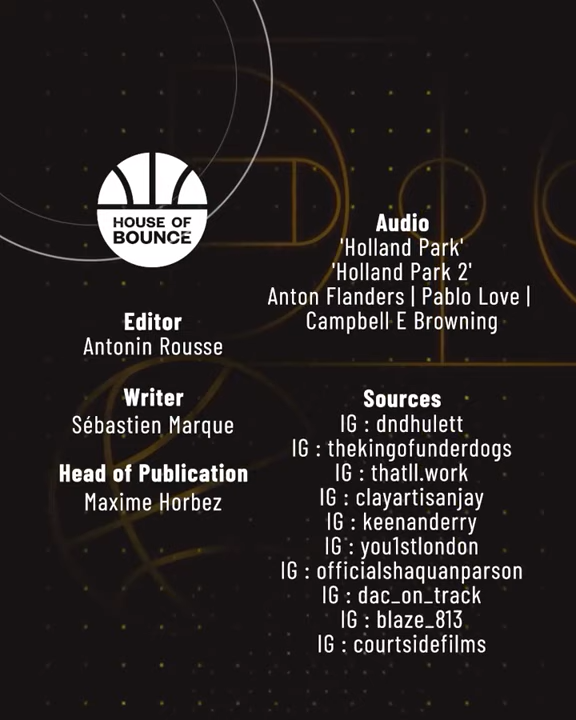 HOUSE OF
BOUNCE
Editor
Antonin Rousse
Writer
Sébastien Marque
Head of Publication
Maxime Horbez
Audio
'Holland Park'
'Holland Park 2'
Anton Flanders | Pablo Love |
Campbell E Browning
Sources
IG : dndhulett
IG : thekingofunderdogs
IG : thatll.work
IG : clayartisanjay
IG : keenanderry
IG : you1stlondon
IG : officialshaquanparson
IG : dac_on_track
IG : blaze_813
IG : courtsidefilms